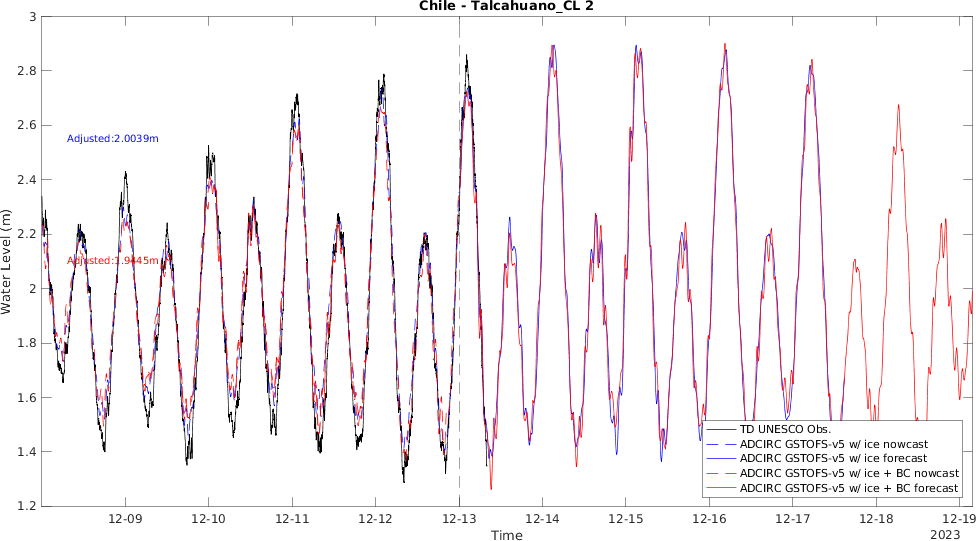 Chile - Talcahuano_CL 2
Water Level (m)
3
2.8
2.6
2.4
2.2
2
1.8
1.6
1.4
1.2
Adjusted:2.0039m
Adjusted:1.9445m
TD UNESCO Obs.
ADCIRC GSTOFS-v5 w/ ice nowcast
ADCIRC GSTOFS-v5 w/ ice forecast
ADCIRC GSTOFS-v5 w/ ice + BC nowcast
ADCIRC GSTOFS-v5 w/ ice + BC forecast
12-09 12-10 12-11 12-12 12-13 12-14 12-15 12-16 12-17 12-18 12-19
Time
2023